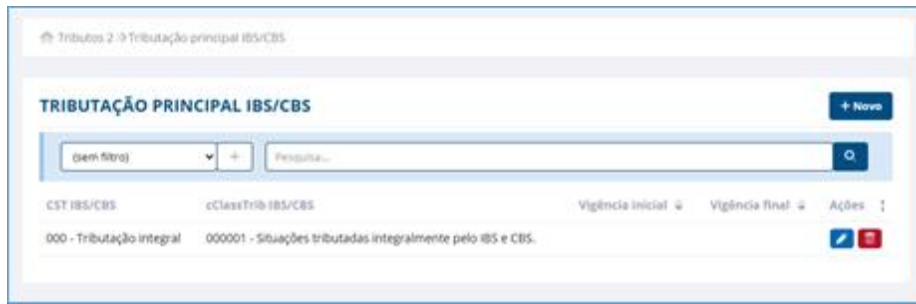 Tributos 2 > Tributação principal IBS/CBS
TRIBUTAÇÃO PRINCIPAL IBS/CBS
+ Novo
(sem filtro)
+
Pesquisa...
CST IBS/CBS cClassTrib IBS/CBS Vigência inicial Vigência final Ações
000 - Tributação integral 000001 - Situações tributadas integralmente pelo IBS e CBS.